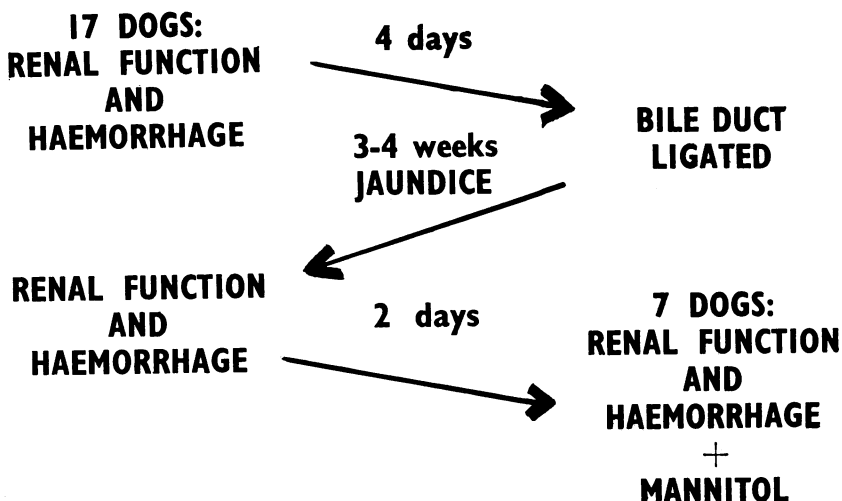 17 DOGS:
RENAL FUNCTION
AND
HAEMORRHAGE
4 days
BILE DUCT
LIGATED
3-4 weeks
JAUNDICE
RENAL FUNCTION
AND
HAEMORRHAGE
2 days
7 DOGS:
RENAL FUNCTION
AND
HAEMORRHAGE
+
MANNITOL